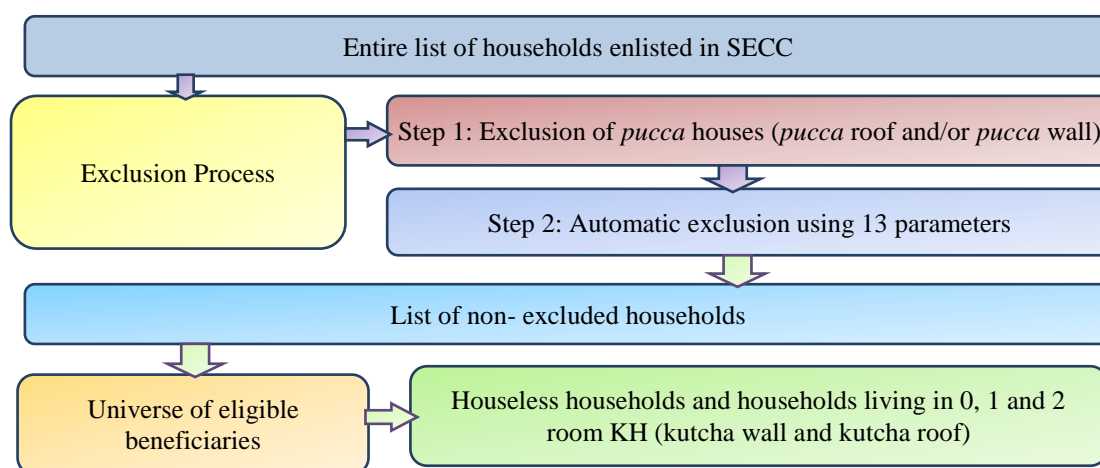 Entire list of households enlisted in SECC
Exclusion Process
Step 1: Exclusion of pucca houses (pucca roof and/or pucca wall)
Step 2: Automatic exclusion using 13 parameters
List of non- excluded households
Universe of eligible
beneficiaries
Houseless households and households living in 0, 1 and 2
room KH (kutcha wall and kutcha roof)